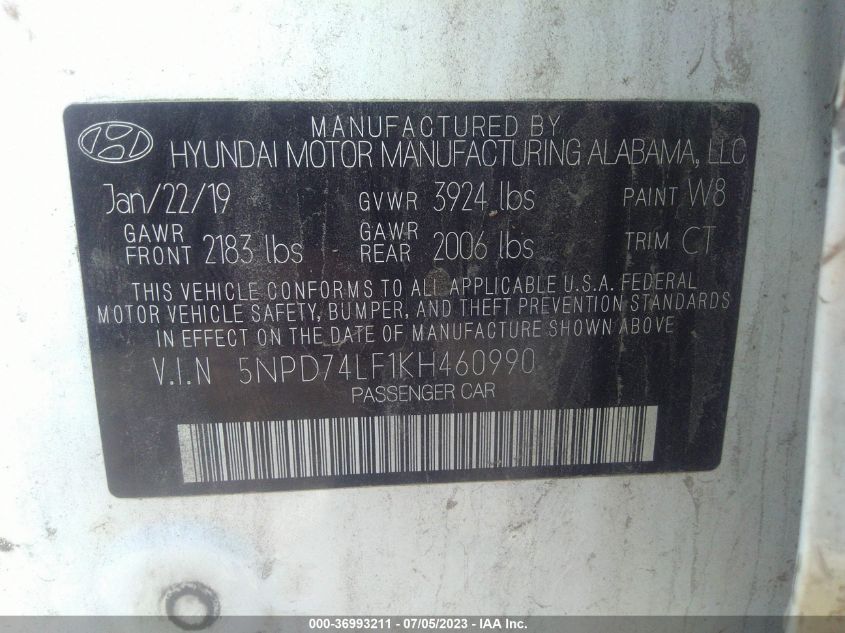 MANUFACTURED BY
HYUNDAI MOTOR MANUFACTURING ALABAMA, LLC
Jan/22/19 GVWR 3924 lbs PAINT W8
GAWR FRONT 2183 lbs GAWR REAR 2006 lbs TRIM CT
THIS VEHICLE CONFORMS TO ALL APPLICABLE U.S.A. FEDERAL
MOTOR VEHICLE SAFETY, BUMPER, AND THEFT PREVENTION STANDARDS
IN EFFECT ON THE DATE OF MANUFACTURE SHOWN ABOVE
V.I.N 5NPD74LF1KH460990
PASSENGER CAR
000-36993211 - 07/05/2023 - IAA Inc.